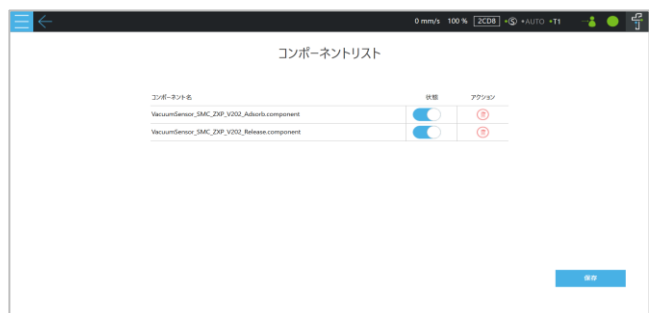 0 mm/s 100 % 2CD8 •Ⓢ •AUTO •T1
コンポーネントリスト
コンポーネント名 状態 アクション
VacuumSensor_SMC_ZXP_V202_Adsorb.component
VacuumSensor_SMC_ZXP_V202_Release.component
保存